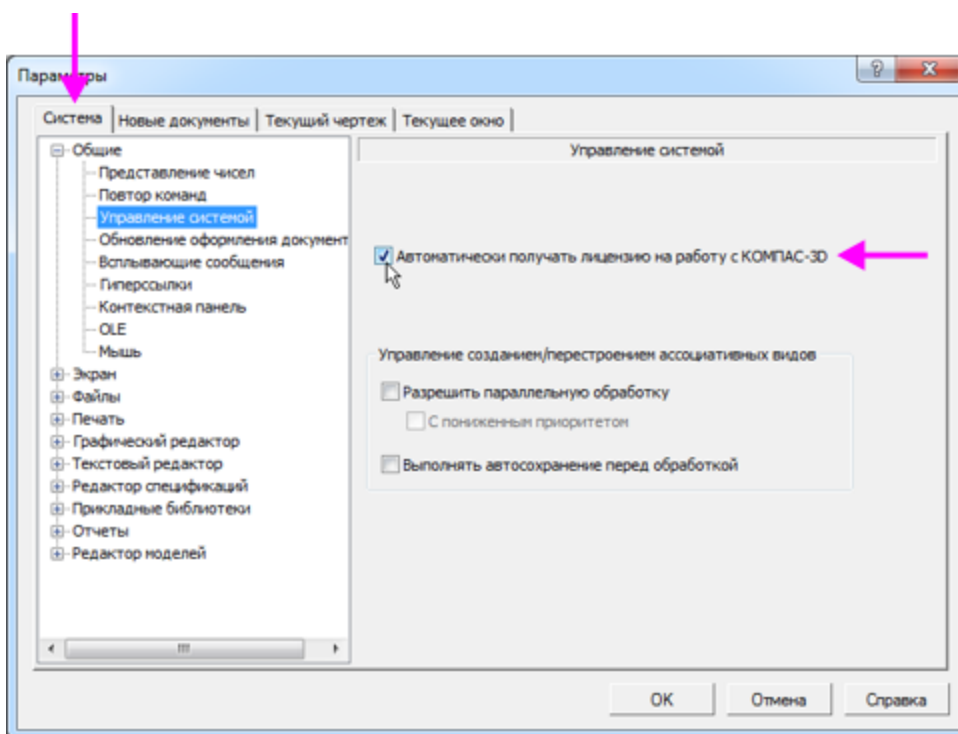 Параметры
Система Новые документы Текущий чертеж Текущее окно
Общие
Представление чисел
Повтор команд
Управление системой
Обновление оформления документ
Всплывающие сообщения
Гиперссылки
Контекстная панель
OLE
Мышь
Экран
Файлы
Печать
Графический редактор
Текстовый редактор
Редактор спецификаций
Прикладные библиотеки
Отчеты
Редактор моделей
Управление системой
Автоматически получать лицензию на работу с КОМПАС-3D
Управление созданием/перестроением ассоциативных видов
Разрешить параллельную обработку
С пониженным приоритетом
Выполнять автосохранение перед обработкой
OK Отмена Справка